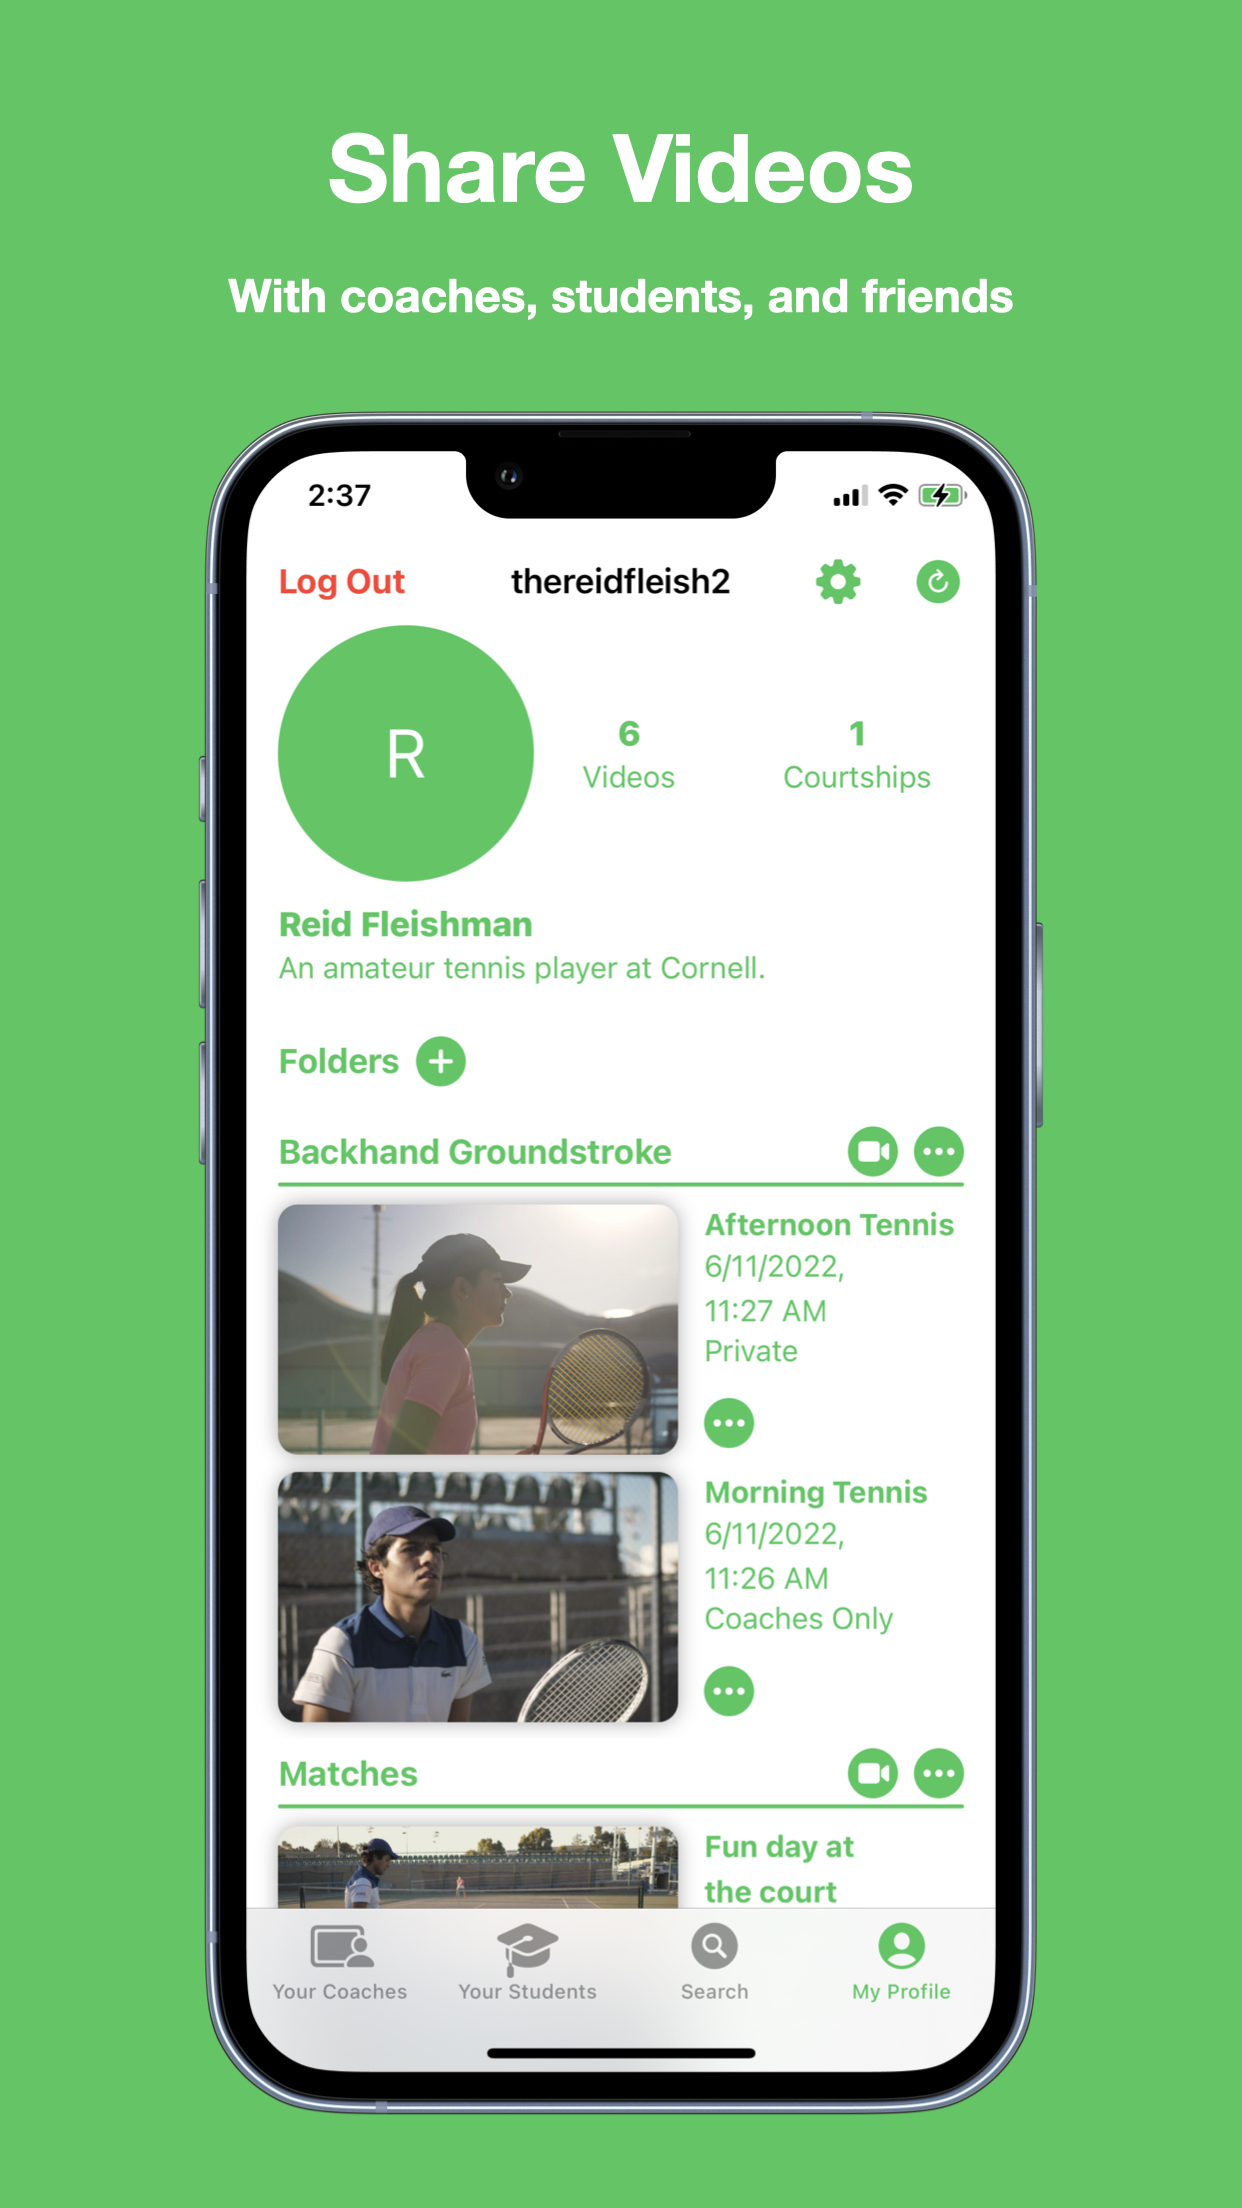 Share Videos
With coaches, students, and friends
2:37
Log Out
thereidfleish2
R
6
Videos
1
Courtships
Reid Fleishman
An amateur tennis player at Cornell.
Folders
Backhand Groundstroke
Afternoon Tennis
6/11/2022,
11:27 AM
Private
Morning Tennis
6/11/2022,
11:26 AM
Coaches Only
Matches
Fun day at
the court
Your Coaches
Your Students
Search
My Profile